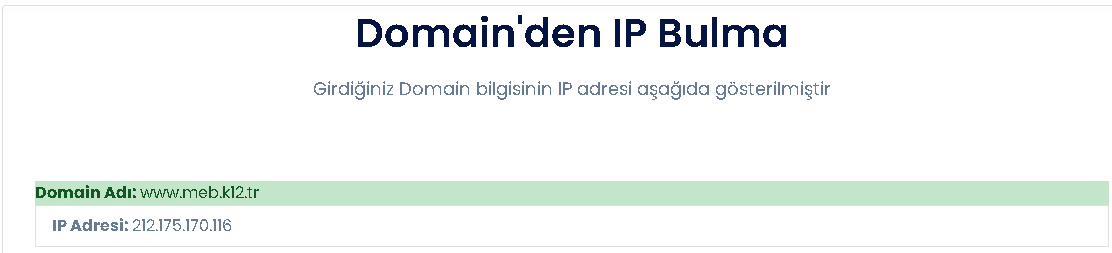 Domain'den IP Bulma
Girdiğiniz Domain bilgisinin IP adresi aşağıda gösterilmiştir
Domain Adı: www.meb.k12.tr
IP Adresi: 212.175.170.116